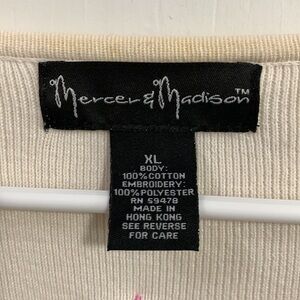 Mercer & Madison™
XL
BODY:
100% COTTON
EMBROIDERY:
100% POLYESTER
RN 59478
MADE IN
HONG KONG
SEE REVERSE
FOR CARE